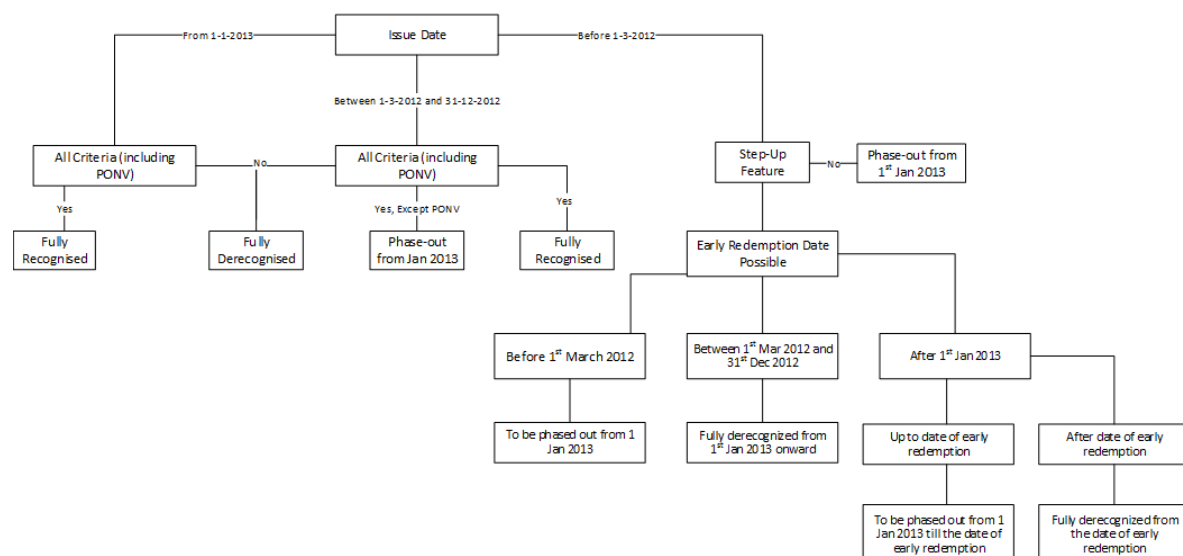 From 1-1-2013
Issue Date
Before 1-3-2012
Between 1-3-2012 and 31-12-2012
All Criteria (including
PONV)
No
All Criteria (including
PONV)
Step-Up
Feature
No
Phase-out from
1st Jan 2013
Yes
Yes, Except PONV
Yes
Fully
Recognised
Fully
Derecognised
Phase-out
from Jan 2013
Fully
Recognised
Early Redemption Date
Possible
Before 1st March 2012
Between 1st Mar 2012 and
31st Dec 2012
After 1st Jan 2013
To be phased out from 1
Jan 2013
Fully derecognized from
1st Jan 2013 onward
Up to date of early
redemption
After date of early
redemption
To be phased out from 1
Jan 2013 till the date of
early redemption
Fully derecognized from
the date of early
redemption